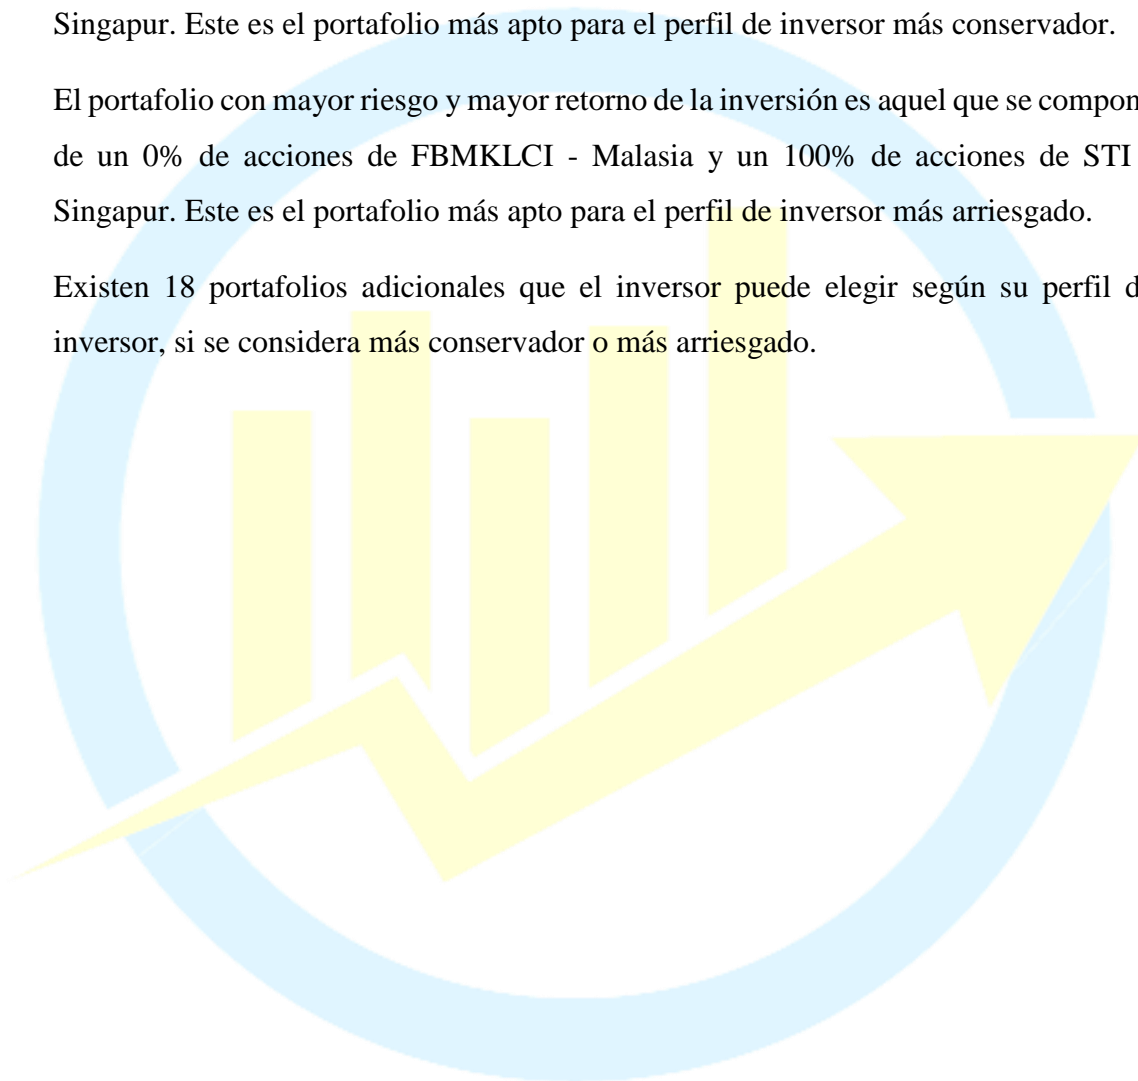 Singapur. Este es el portafolio más apto para el perfil de inversor más conservador.
El portafolio con mayor riesgo y mayor retorno de la inversión es aquel que se compon
de un 0% de acciones de FBMKLCI - Malasia y un 100% de acciones de STI
Singapur. Este es el portafolio más apto para el perfil de inversor más arriesgado.
Existen 18 portafolios adicionales que el inversor puede elegir según su perfil d
inversor, si se considera más conservador o más arriesgado.